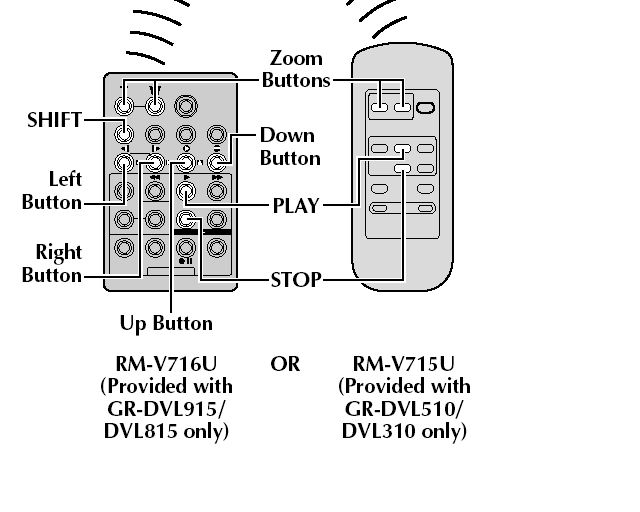 Zoom
Buttons
SHIFT
Down
Button
Left
Button
PLAY
Right
Button
STOP
Up Button
RM-V716U
(Provided with
GR-DVL915/
DVL815 only)
OR
RM-V715U
(Provided with
GR-DVL510/
DVL310 only)